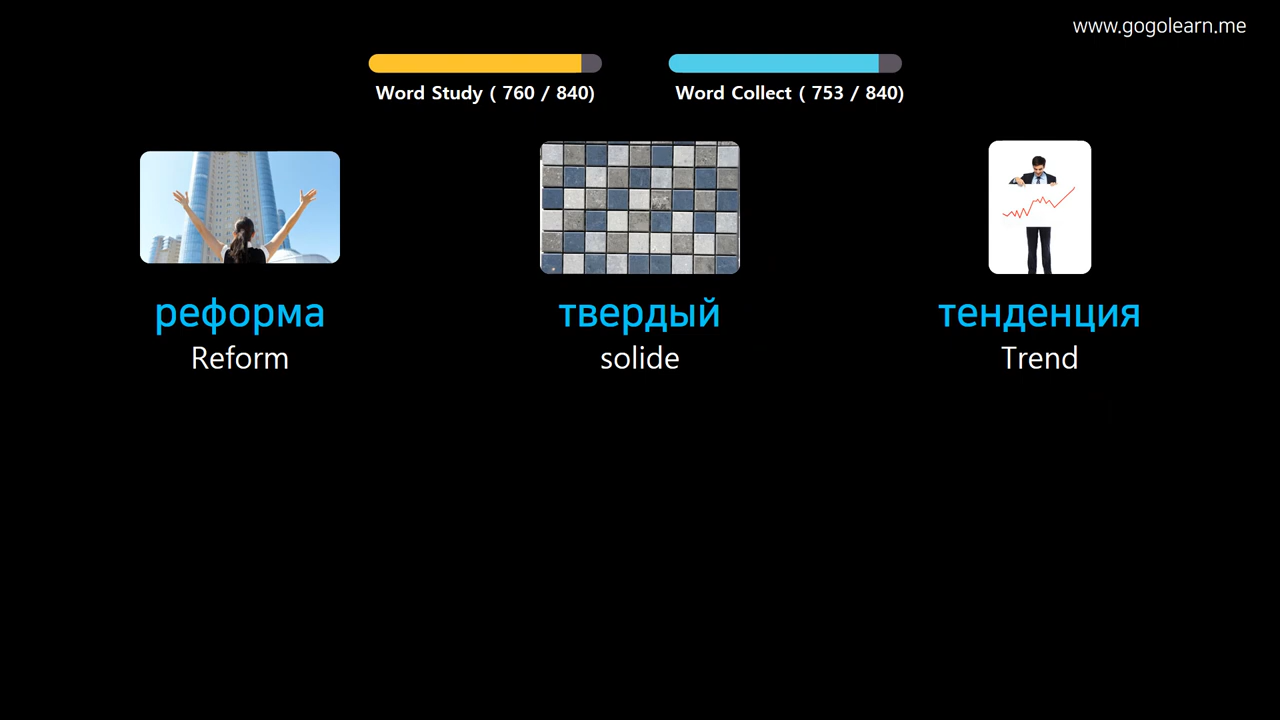 www.gogolearn.me
Word Study ( 760 / 840)
Word Collect ( 753 / 840)
реформа
твердый
тенденция
Reform
solide
Trend